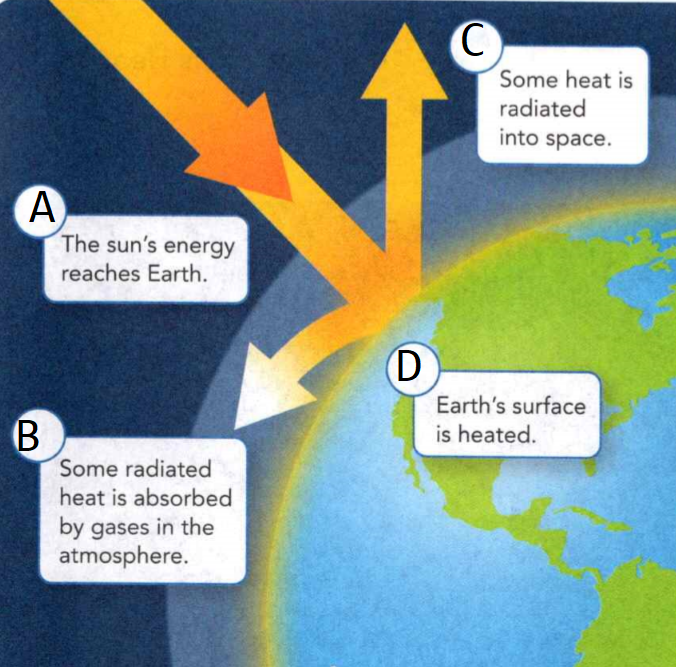 A
The sun's energy
reaches Earth.
B
Some radiated
heat is absorbed
by gases in the
atmosphere.
C
Some heat is
radiated
into space.
D
Earth's surface
is heated.